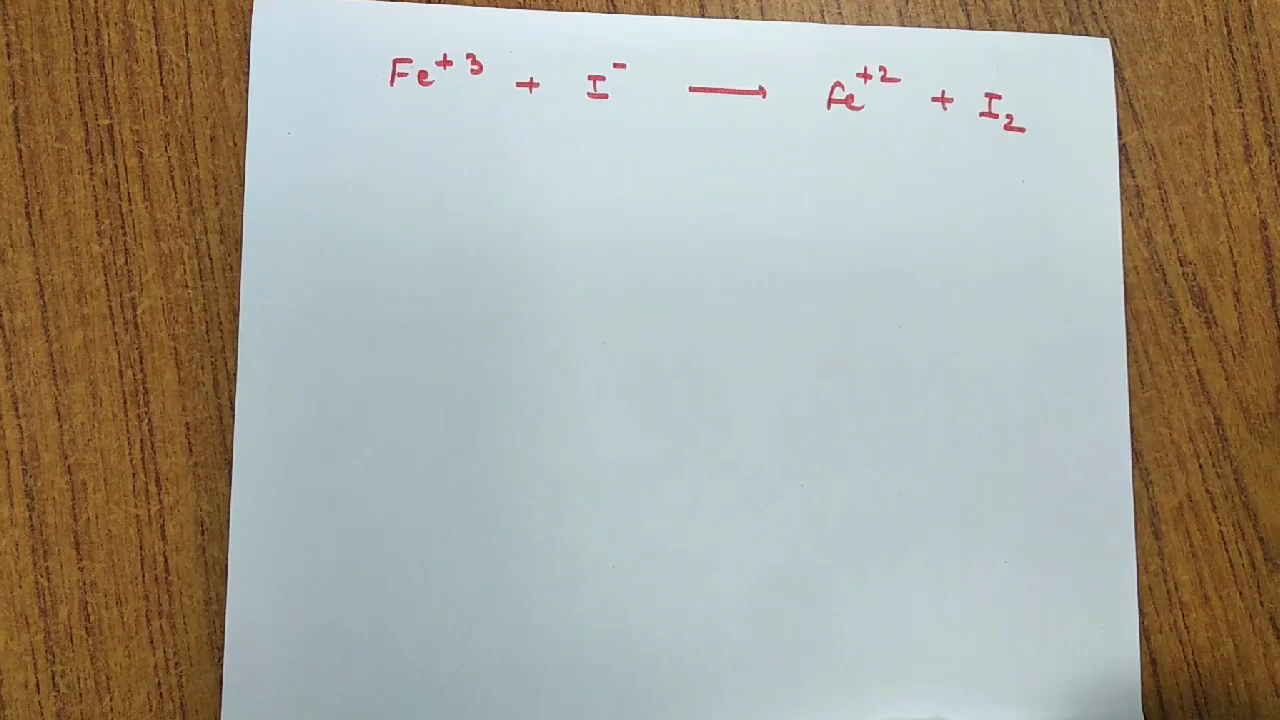 Fe⁺³ + I⁻ ⟶ Fe⁺² + I₂